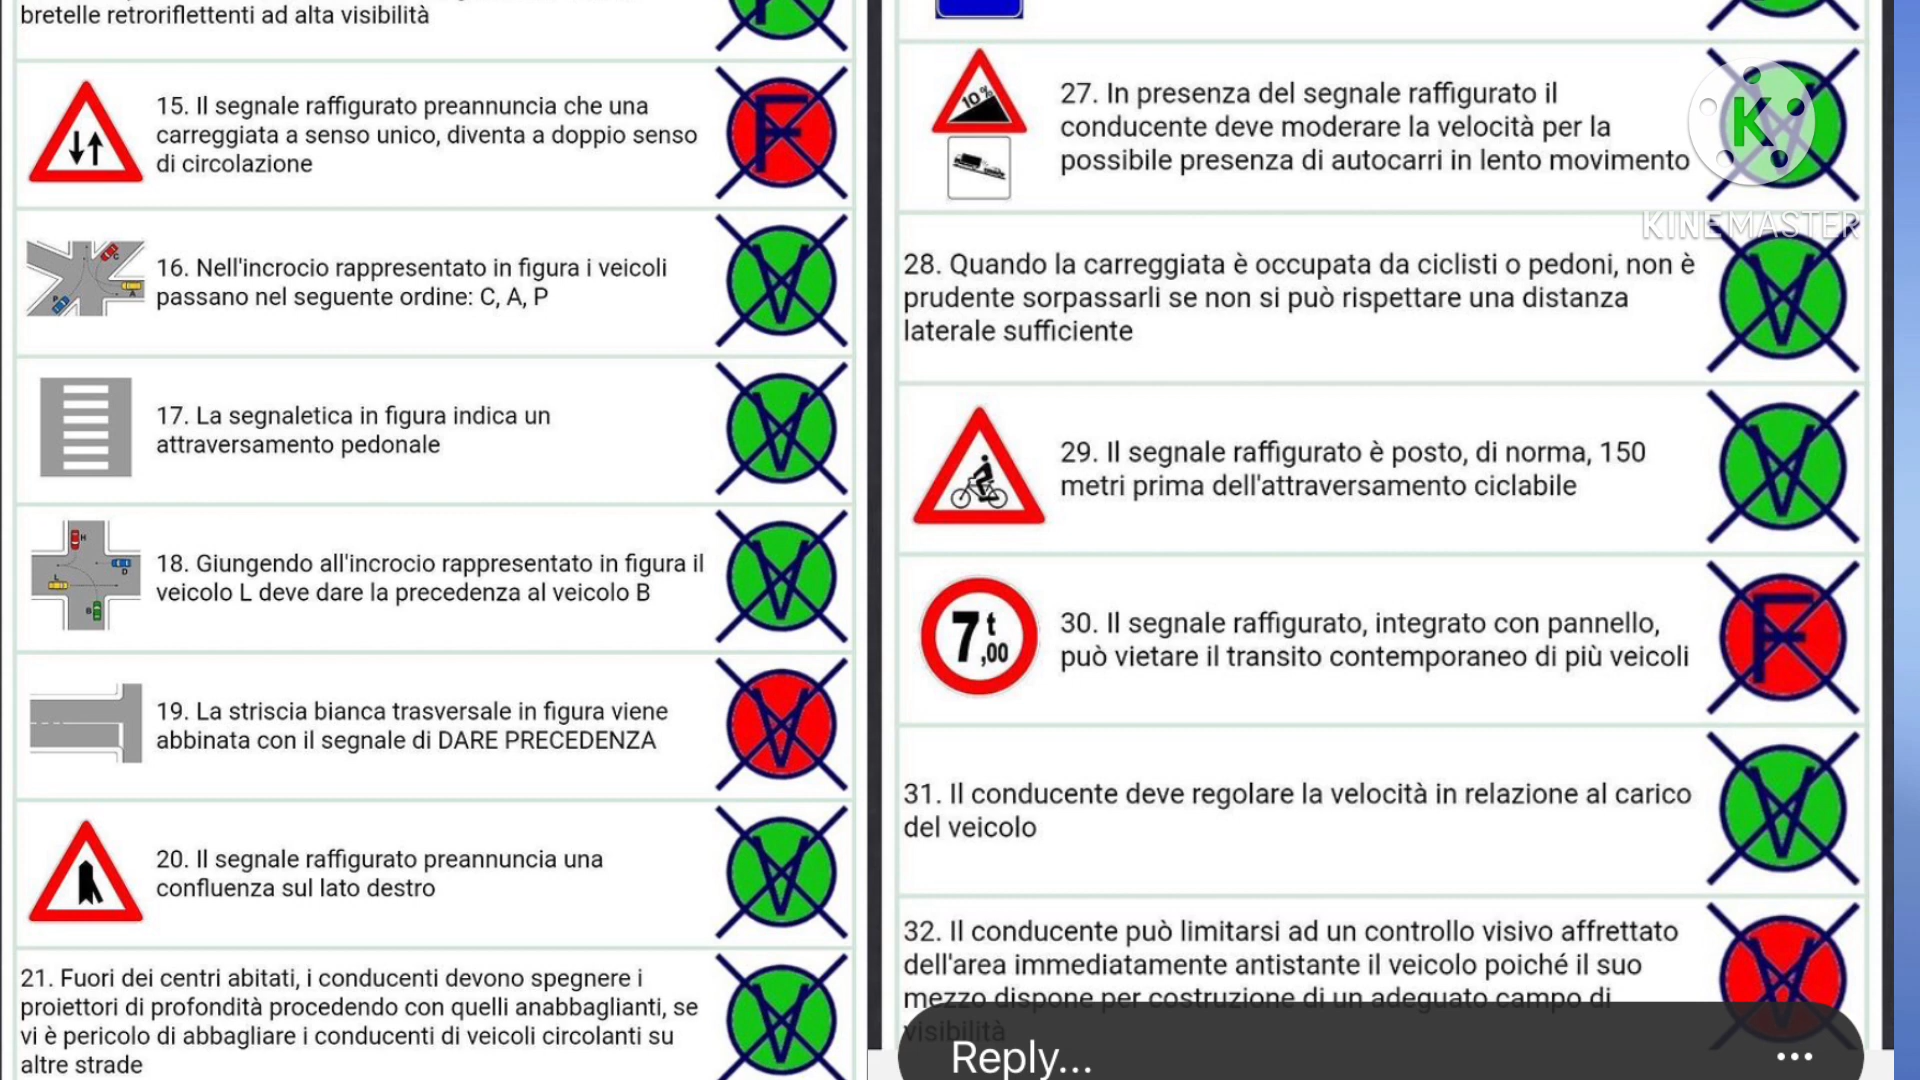 bretelle retroriflettenti ad alta visibilità
15. Il segnale raffigurato preannuncia che una
carreggiata a senso unico, diventa a doppio senso
di circolazione
F
16. Nell'incrocio rappresentato in figura i veicoli
passano nel seguente ordine: C, A, P
C
A
P
V
17. La segnaletica in figura indica un
attraversamento pedonale
V
18. Giungendo all'incrocio rappresentato in figura il
veicolo L deve dare la precedenza al veicolo B
H
D
L
B
V
19. La striscia bianca trasversale in figura viene
abbinata con il segnale di DARE PRECEDENZA
V
20. Il segnale raffigurato preannuncia una
confluenza sul lato destro
V
21. Fuori dei centri abitati, i conducenti devono spegnere i
proiettori di profondità procedendo con quelli anabbaglianti, se
vi è pericolo di abbagliare i conducenti di veicoli circolanti su
altre strade
V
10%
27. In presenza del segnale raffigurato il
conducente deve moderare la velocità per la
possibile presenza di autocarri in lento movimento
V
K
KINEMASTER
28. Quando la carreggiata è occupata da ciclisti o pedoni, non è
prudente sorpassarli se non si può rispettare una distanza
laterale sufficiente
V
29. Il segnale raffigurato è posto, di norma, 150
metri prima dell'attraversamento ciclabile
V
7,00 t
30. Il segnale raffigurato, integrato con pannello,
può vietare il transito contemporaneo di più veicoli
F
31. Il conducente deve regolare la velocità in relazione al carico
del veicolo
V
32. Il conducente può limitarsi ad un controllo visivo affrettato
dell'area immediatamente antistante il veicolo poiché il suo
mezzo dispone per costruzione di un adeguato campo di
visibilità
V
Reply...